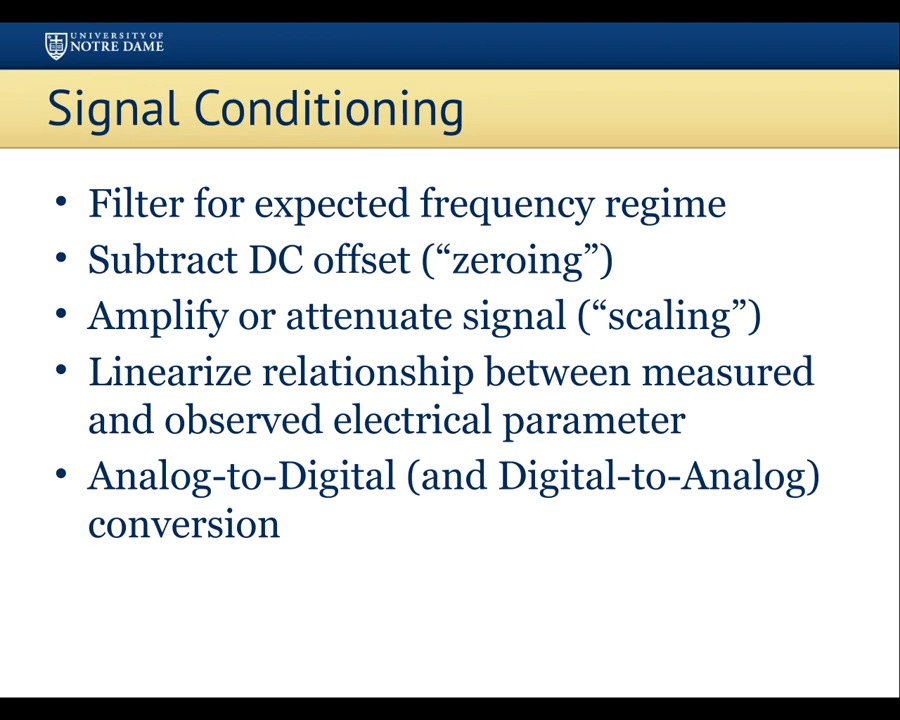 UNIVERSITY OF
NOTRE DAME
Signal Conditioning
• Filter for expected frequency regime
• Subtract DC offset (“zeroing”)
• Amplify or attenuate signal (“scaling”)
• Linearize relationship between measured
and observed electrical parameter
• Analog-to-Digital (and Digital-to-Analog)
conversion